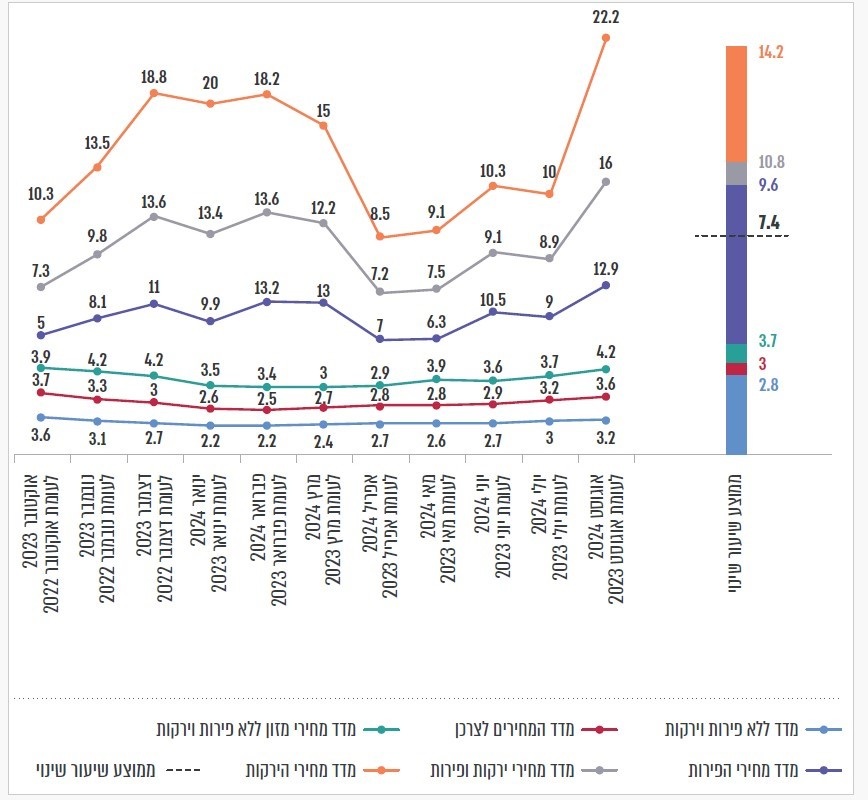 22.2
18.8
20
18.2
15
13.5
10.3
8.5
9.1
10.3
10
16
13.6
13.4
13.6
12.2
9.8
7.3
7.2
7.5
9.1
8.9
12.9
5
8.1
11
9.9
13.2
13
7
6.3
10.5
9
3.9
4.2
4.2
3.5
3.4
3
2.9
3.9
3.6
3.7
4.2
3.7
3.3
3
2.6
2.5
2.7
2.8
2.8
2.9
3.2
3.6
3.6
3.1
2.7
2.2
2.2
2.4
2.7
2.6
2.7
3
3.2
14.2
10.8
9.6
7.4
3.7
3
2.8
אוקטובר 2023
לעומת אוקטובר 2022
נובמבר 2023
לעומת נובמבר 2022
דצמבר 2023
לעומת דצמבר 2022
ינואר 2024
לעומת ינואר 2023
פברואר 2024
לעומת פברואר 2023
מרץ 2024
לעומת מרץ 2023
אפריל 2024
לעומת אפריל 2023
מאי 2024
לעומת מאי 2023
יוני 2024
לעומת יוני 2023
יולי 2024
לעומת יולי 2023
אוגוסט 2024
לעומת אוגוסט 2023
ממוצע שיעור שינוי
מדד ללא פירות וירקות
מדד המחירים לצרכן
מדד מחירי מזון ללא פירות וירקות
מדד מחירי הפירות
מדד מחירי ירקות ופירות
מדד מחירי הירקות
ממוצע שיעור שינוי